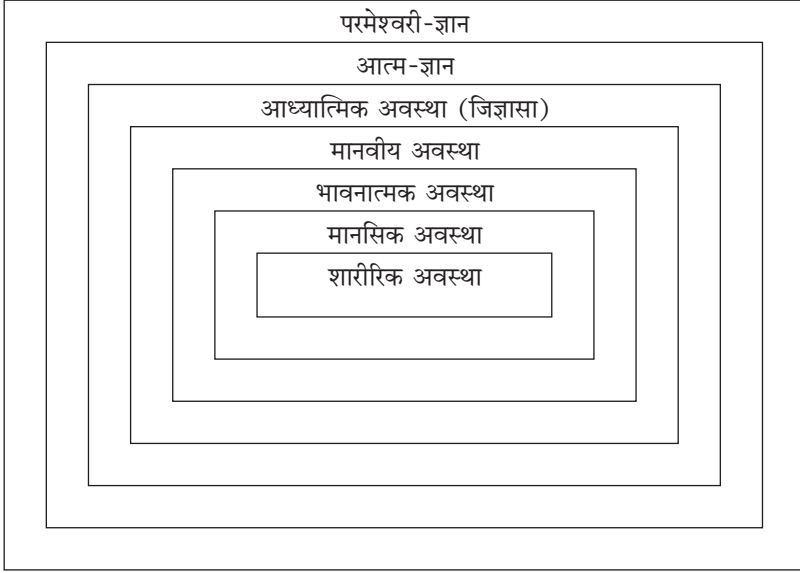 परमेश्वरी-ज्ञान
आत्म-ज्ञान
आध्यात्मिक अवस्था (जिज्ञासा)
मानवीय अवस्था
भावनात्मक अवस्था
मानसिक अवस्था
शारीरिक अवस्था